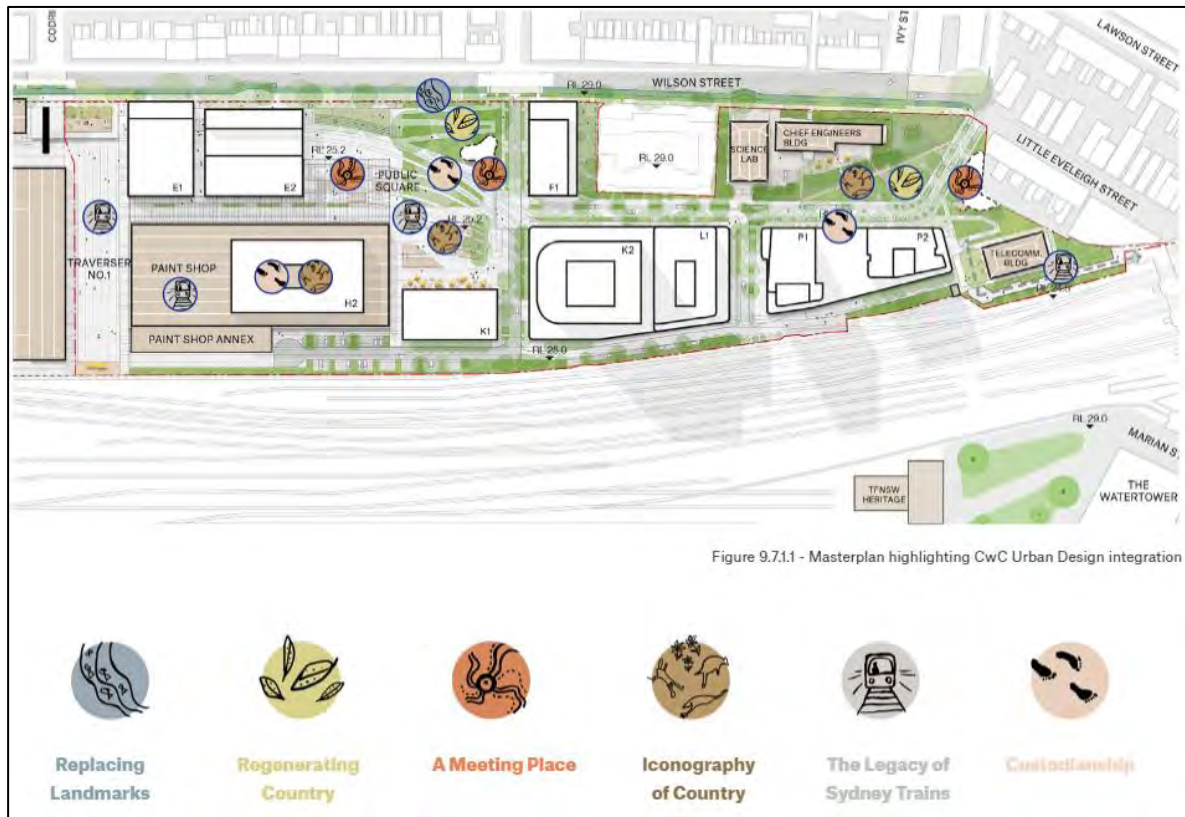 CODRI
IVY ST
LAWSON STREET
WILSON STREET
RL 29.0
LITTLE EVELEIGH STREET
CHIEF ENGINEERS
BLDG
SCIENCE
LAB
RL 29.0
RL 25.2
PUBLIC
SQUARE
E1
E2
F1
TRAVERSER
NO.1
PAINT SHOP
H2
PAINT SHOP ANNEX
K1
K2
L1
P1
P2
TELECOMM.
BLDG
RL 25.0
RL 29.0
MARIAN S
TFNSW
HERITAGE
THE
WATERTOWER
Figure 9.7.1.1 - Masterplan highlighting CwC Urban Design integration
Replacing
Landmarks
Regenerating
Country
A Meeting Place
Iconography
of Country
The Legacy of
Sydney Trains
Custodianship